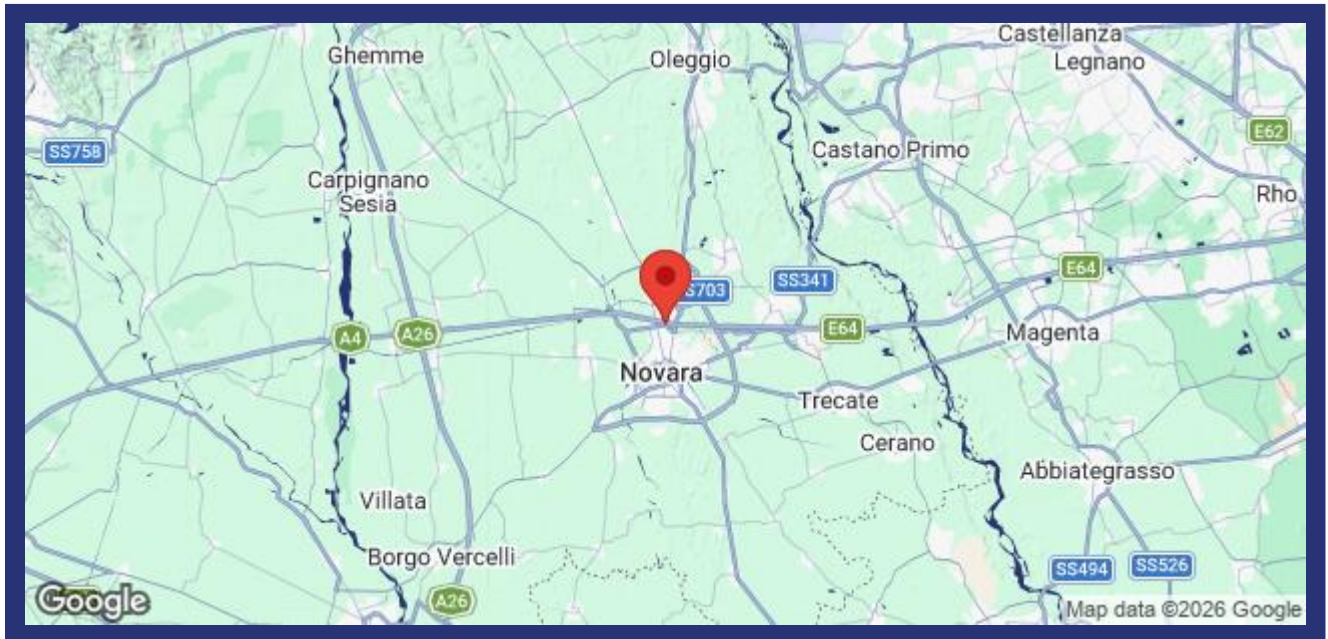 Ghemme
Oleggio
Castellanza
Legnano
SS758
E62
Castano Primo
Carpignano
Sesia
Rho
E64
SS341
A4
A26
E64
Magenta
Novara
Trecate
Cerano
Abbiategrasso
Villata
Borgo Vercelli
SS494
SS526
A26
Google
Map data ©2026 Google